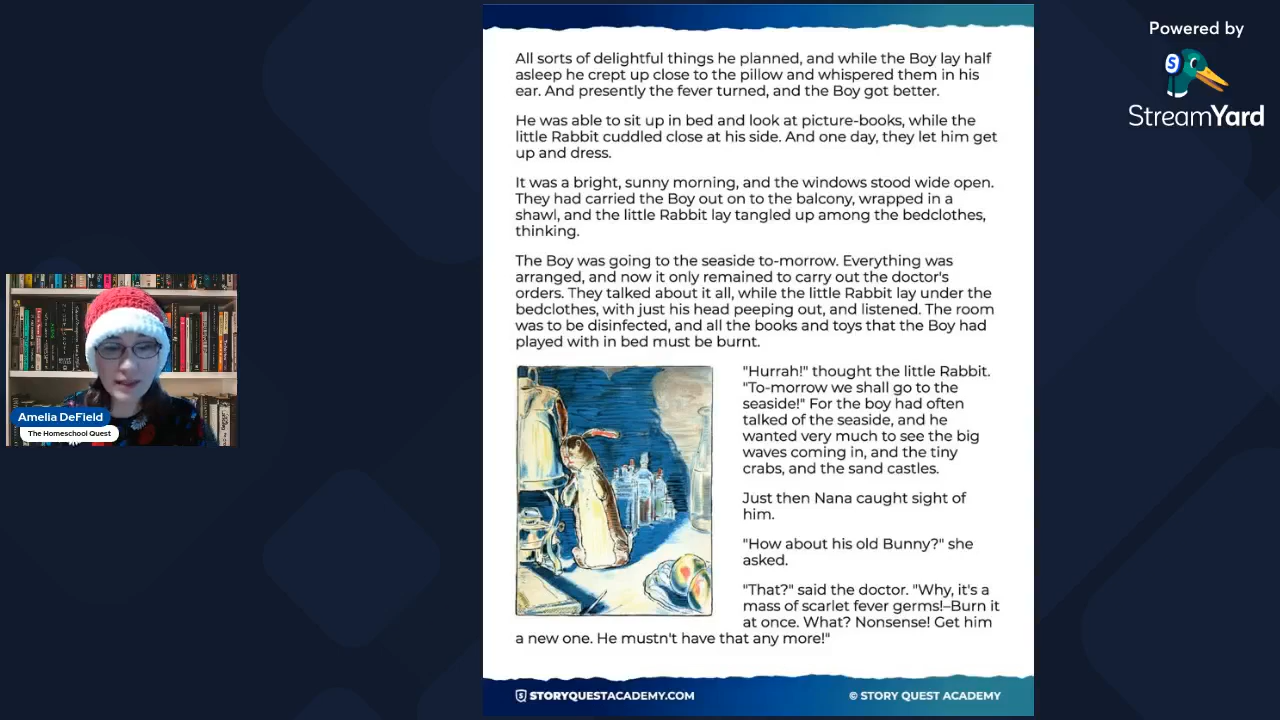 Powered by
StreamYard
All sorts of delightful things he planned, and while the Boy lay half
asleep he crept up close to the pillow and whispered them in his
ear. And presently the fever turned, and the Boy got better.
He was able to sit up in bed and look at picture-books, while the
little Rabbit cuddled close at his side. And one day, they let him get
up and dress.
It was a bright, sunny morning, and the windows stood wide open.
They had carried the Boy out on to the balcony, wrapped in a
shawl, and the little Rabbit lay tangled up among the bedclothes,
thinking.
The Boy was going to the seaside to-morrow. Everything was
arranged, and now it only remained to carry out the doctor's
orders. They talked about it all, while the little Rabbit lay under the
bedclothes, with just his head peeping out, and listened. The room
was to be disinfected, and all the books and toys that the Boy had
played with in bed must be burnt.
"Hurrah!" thought the little Rabbit.
"To-morrow we shall go to the
seaside!" For the boy had often
talked of the seaside, and he
wanted very much to see the big
waves coming in, and the tiny
crabs, and the sand castles.
Just then Nana caught sight of
him.
"How about his old Bunny?" she
asked.
"That?" said the doctor. "Why, it's a
mass of scarlet fever germs!–Burn it
at once. What? Nonsense! Get him
a new one. He mustn't have that any more!"
Amelia DeField
The Homeschool Quest
STORYQUESTACADEMY.COM
© STORY QUEST ACADEMY